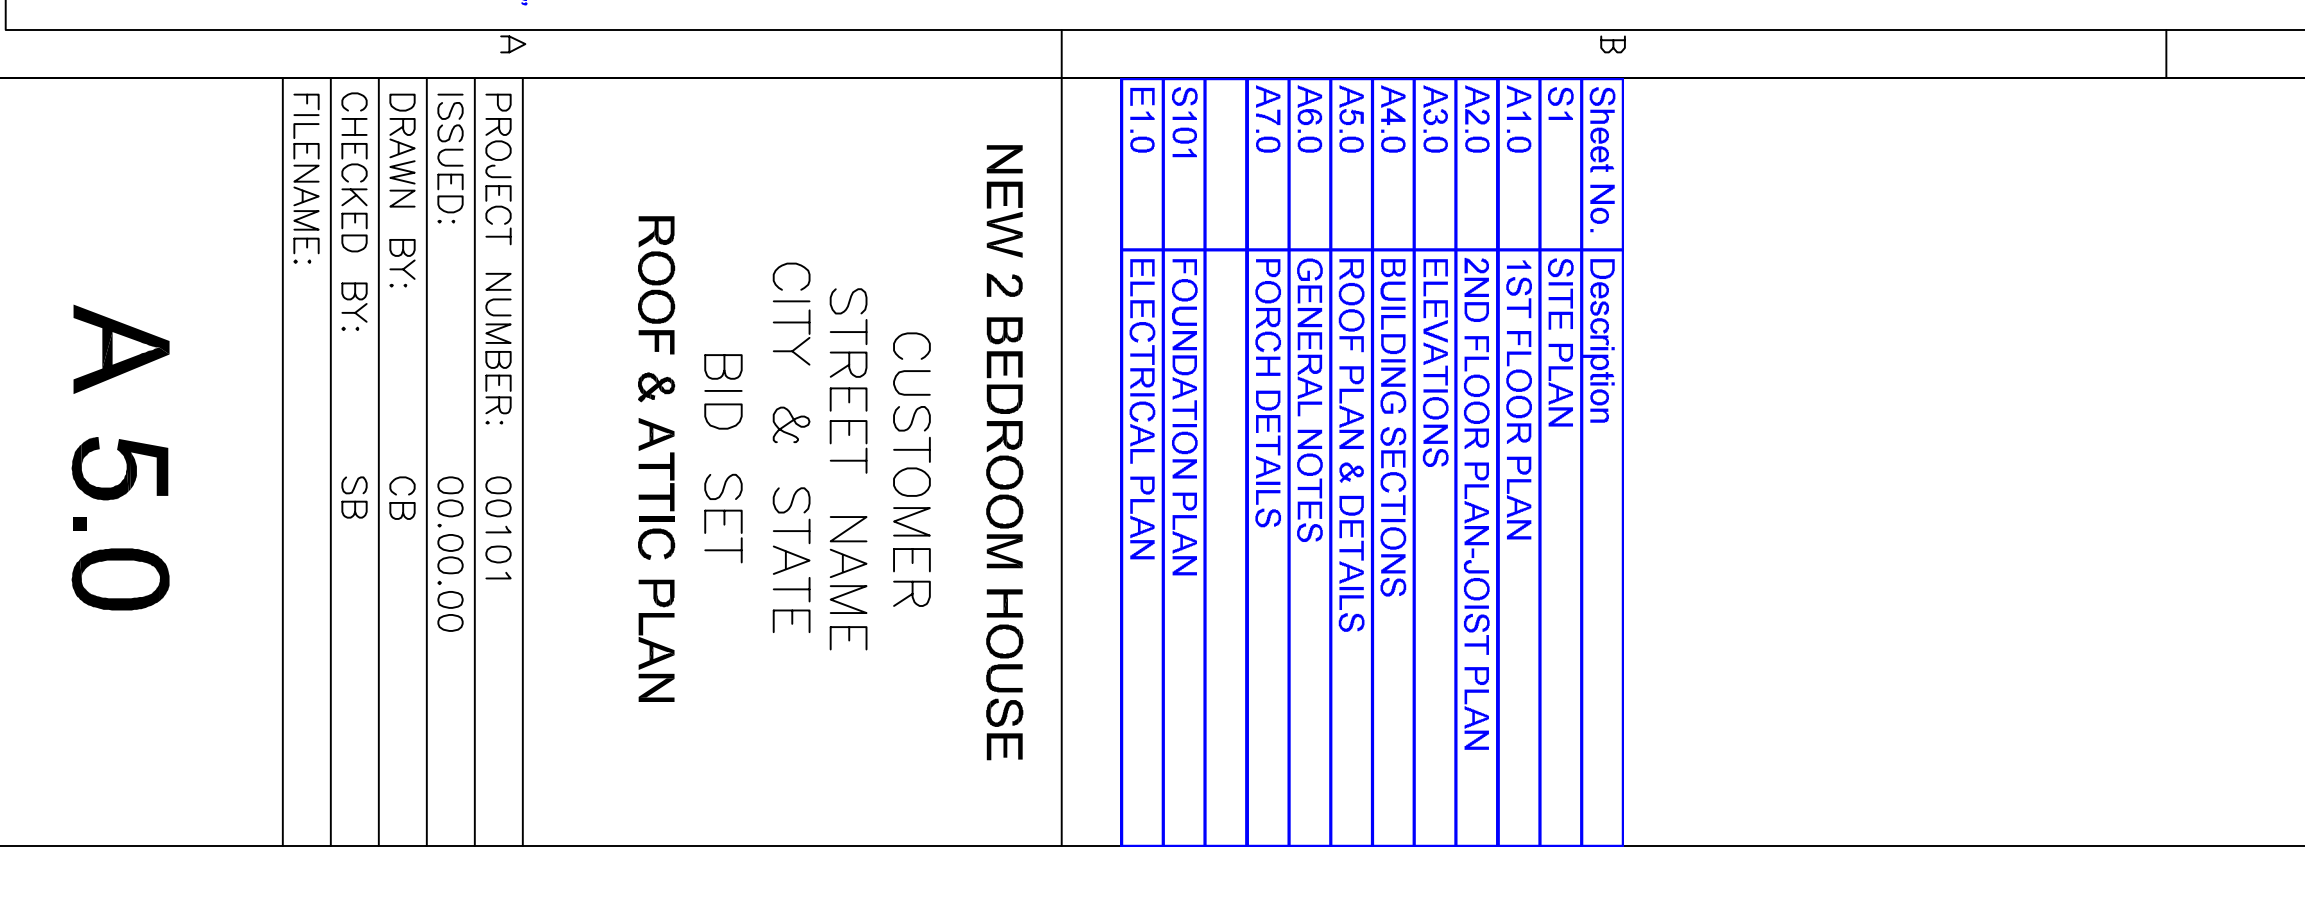 B
A
Sheet No. Description
S1 SITE PLAN
A1.0 1ST FLOOR PLAN
A2.0 2ND FLOOR PLAN-JOIST PLAN
A3.0 ELEVATIONS
A4.0 BUILDING SECTIONS
A5.0 ROOF PLAN & DETAILS
A6.0 GENERAL NOTES
A7.0 PORCH DETAILS
S101 FOUNDATION PLAN
E1.0 ELECTRICAL PLAN
NEW 2 BEDROOM HOUSE
CUSTOMER
STREET NAME
CITY & STATE
BID SET
ROOF & ATTIC PLAN
PROJECT NUMBER: 00101
ISSUED: 00.00.00
DRAWN BY: CB
CHECKED BY: SB
FILENAME:
A 5.0